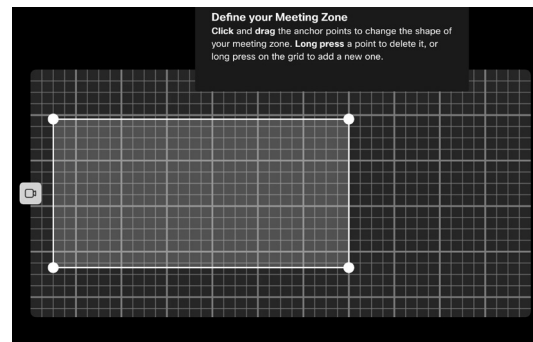 Define your Meeting Zone
Click and drag the anchor points to change the shape of
your meeting zone. Long press a point to delete it, or
long press on the grid to add a new one.